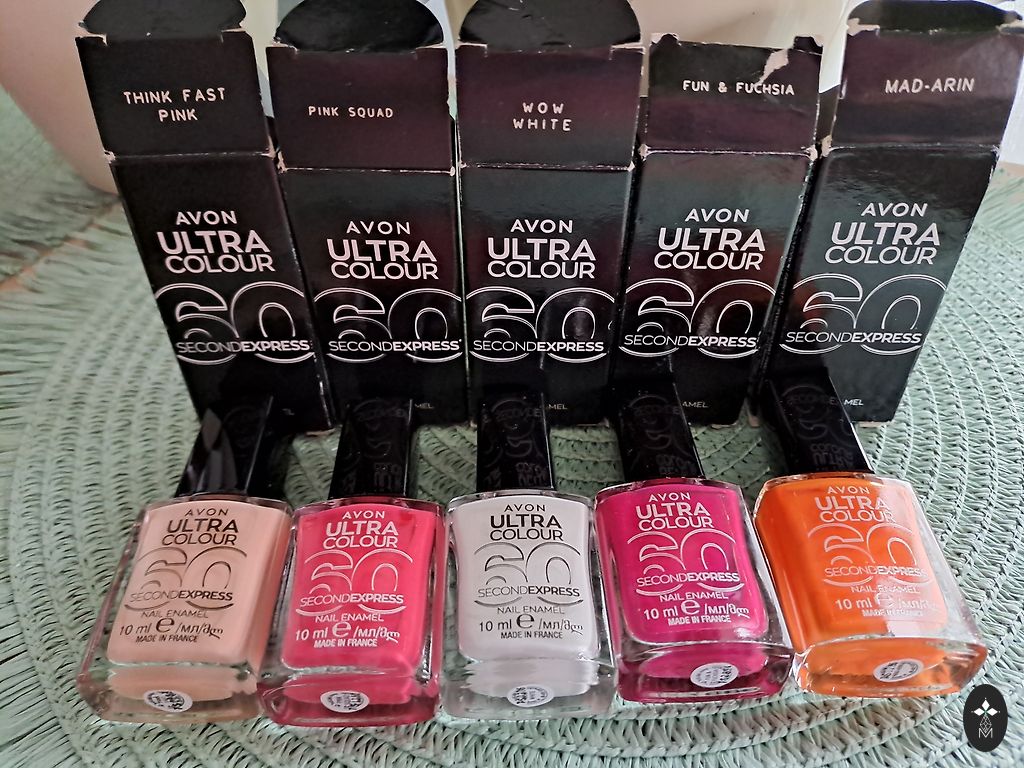 THINK FAST
PINK
AVON
ULTRA
COLOUR
60
SECONDEXPRESS
PINK SQUAD
AVON
ULTRA
COLOUR
60
SECONDEXPRESS
WOW
WHITE
AVON
ULTRA
COLOUR
60
SECONDEXPRESS
FUN & FUCHSIA
AVON
ULTRA
COLOUR
60
SECONDEXPRESS
MAD-ARIN
AVON
ULTRA
COLOUR
60
SECONDEXPRESS
AVON
ULTRA
COLOUR
60
SECONDEXPRESS
NAIL ENAMEL
10 ml e /мл/მლ
MADE IN FRANCE
AVON
ULTRA
COLOUR
60
SECONDEXPRESS
NAIL ENAMEL
10 ml e /мл/მლ
MADE IN FRANCE
AVON
ULTRA
COLOUR
60
SECONDEXPRESS
NAIL ENAMEL
10 ml e /мл/მლ
MADE IN FRANCE
AVON
ULTRA
COLOUR
60
SECONDEXPRESS
NAIL ENAMEL
10 ml e /мл/მლ
MADE IN FRANCE
AVON
ULTRA
COLOUR
60
SECONDEXPRESS
NAIL ENAMEL
10 ml e /мл/მლ
MADE IN FRANCE